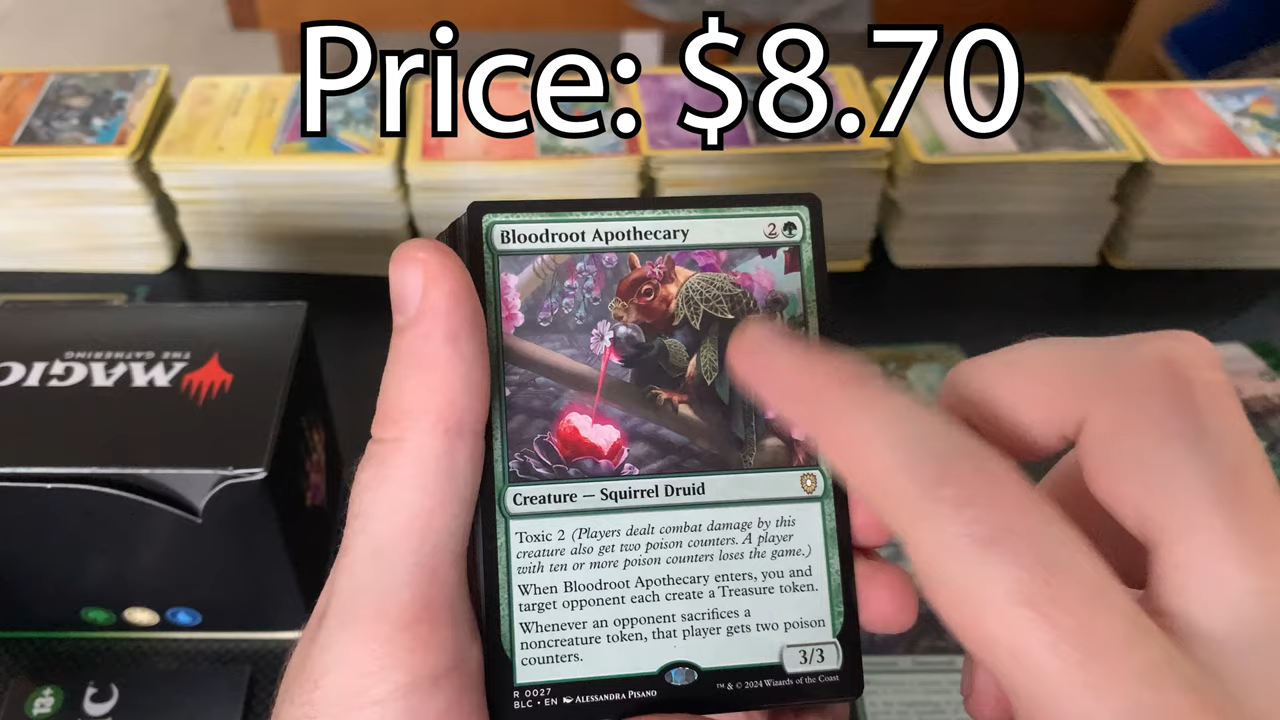 Price: $8.70
Bloodroot Apothecary 2
MAGIC
THE GATHERING
Creature — Squirrel Druid
Toxic 2 (Players dealt combat damage by this
creature also get two poison counters. A player
with ten or more poison counters loses the game.)
When Bloodroot Apothecary enters, you and
target opponent each create a Treasure token.
Whenever an opponent sacrifices a
noncreature token, that player gets two poison
counters.
3/3
R 0027
BLC • EN ALESSANDRA PISANO
™ & © 2024 Wizards of the Coast
13+